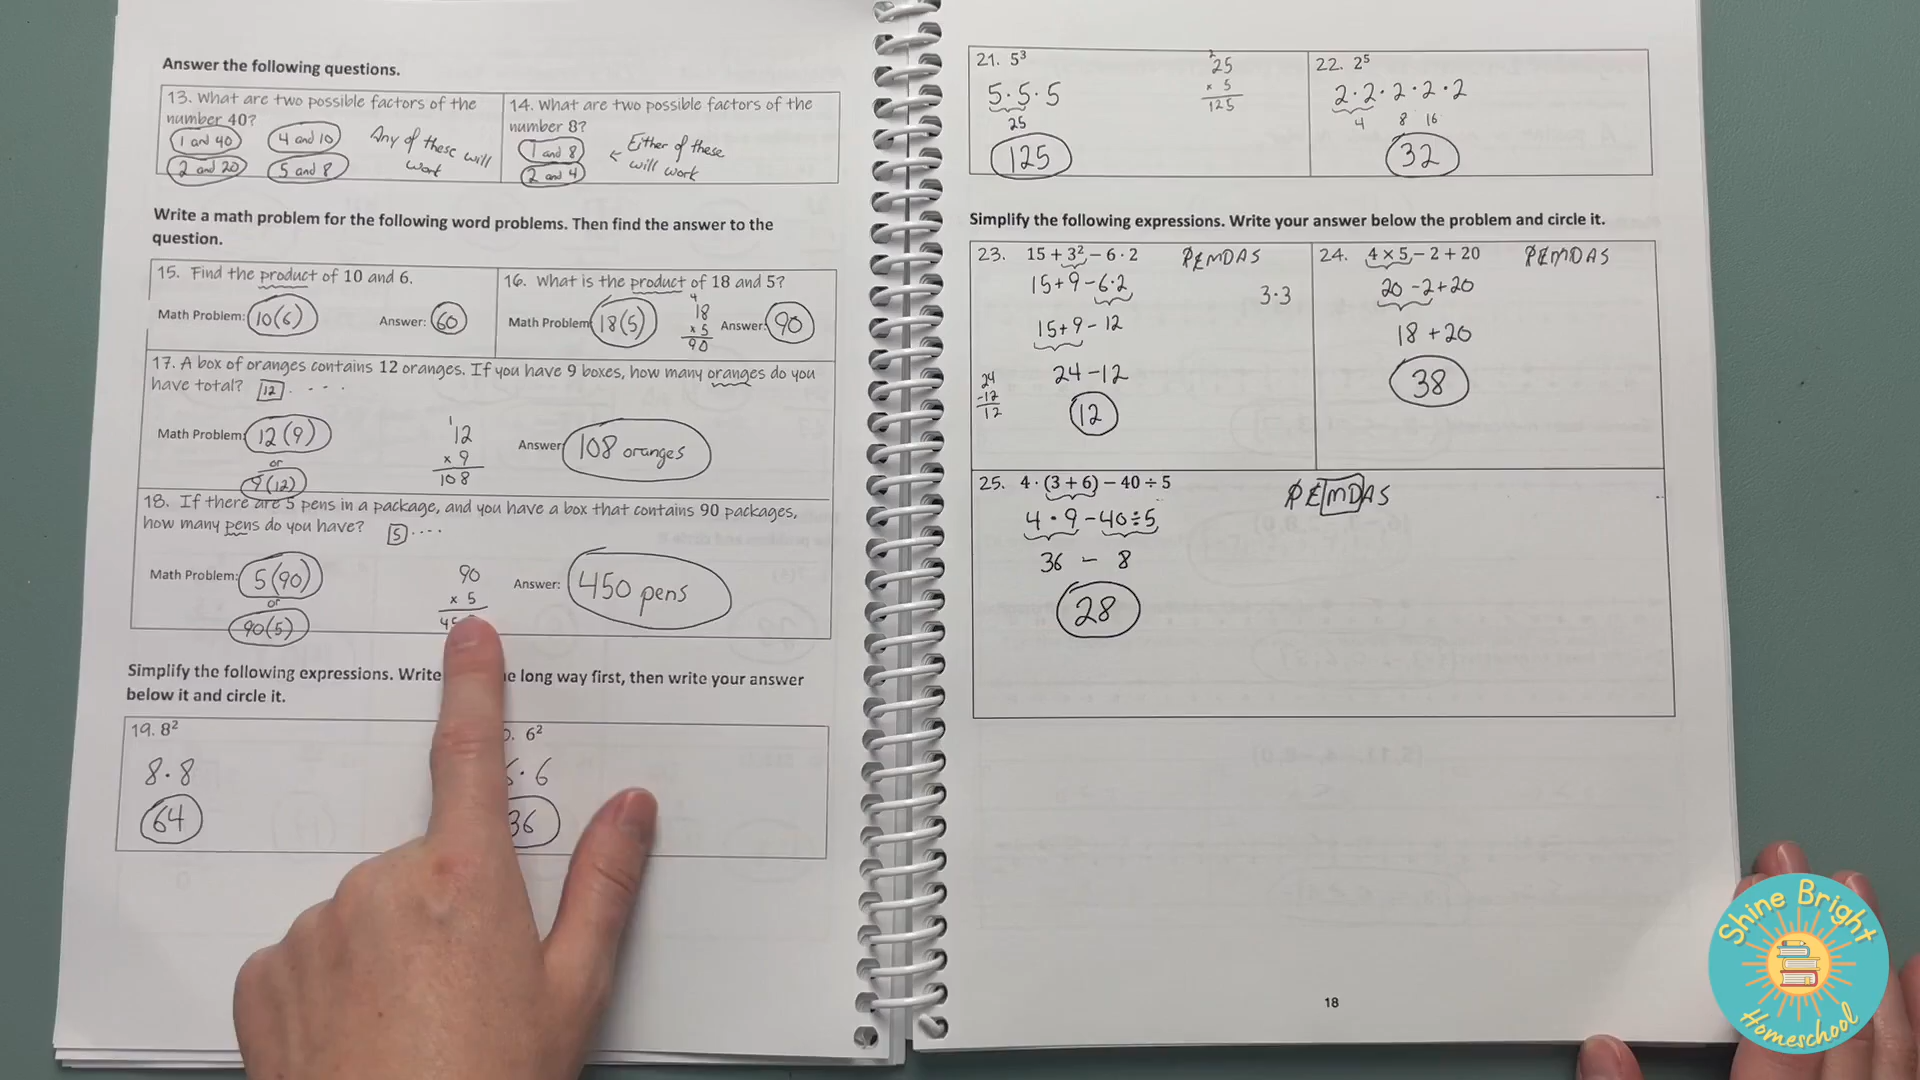 Answer the following questions.
13. What are two possible factors of the
number 40?
1 and 40
4 and 10
2 and 20
5 and 8
Any of these will
work
14. What are two possible factors of the
number 8?
1 and 8
2 and 4
← Either of these
will work
Write a math problem for the following word problems. Then find the answer to the
question.
15. Find the product of 10 and 6.
Math Problem: 10(6)
Answer: 60
16. What is the product of 18 and 5?
Math Problem: 18(5)
4
18
× 5
90
Answer: 90
17. A box of oranges contains 12 oranges. If you have 9 boxes, how many oranges do you
have total? 12 . - - .
Math Problem: 12(9)
or
9(12)
1
12
× 9
108
Answer: 108 oranges
18. If there are 5 pens in a package, and you have a box that contains 90 packages,
how many pens do you have? 5 ....
Math Problem: 5(90)
or
90(5)
90
× 5
Answer: 450 pens
Simplify the following expressions. Write long way first, then write your answer
below it and circle it.
19. 8²
8 · 8
64
6²
· 6
36
21. 5³
5 · 5 · 5
25
125
2
25
× 5
125
22. 2⁵
2 · 2 · 2 · 2 · 2
4 8 16
32
Simplify the following expressions. Write your answer below the problem and circle it.
23. 15 + 3² − 6 · 2
PEMDAS
15 + 9 − 6 · 2
3 · 3
15 + 9 − 12
24 − 12
24
-12
12
12
24. 4 × 5 − 2 + 20
PEMDAS
20 − 2 + 20
18 + 20
38
25. 4 · (3 + 6) − 40 ÷ 5
PEMDAS
4 · 9 − 40 ÷ 5
36 − 8
28
18
Shine Bright
Homeschool